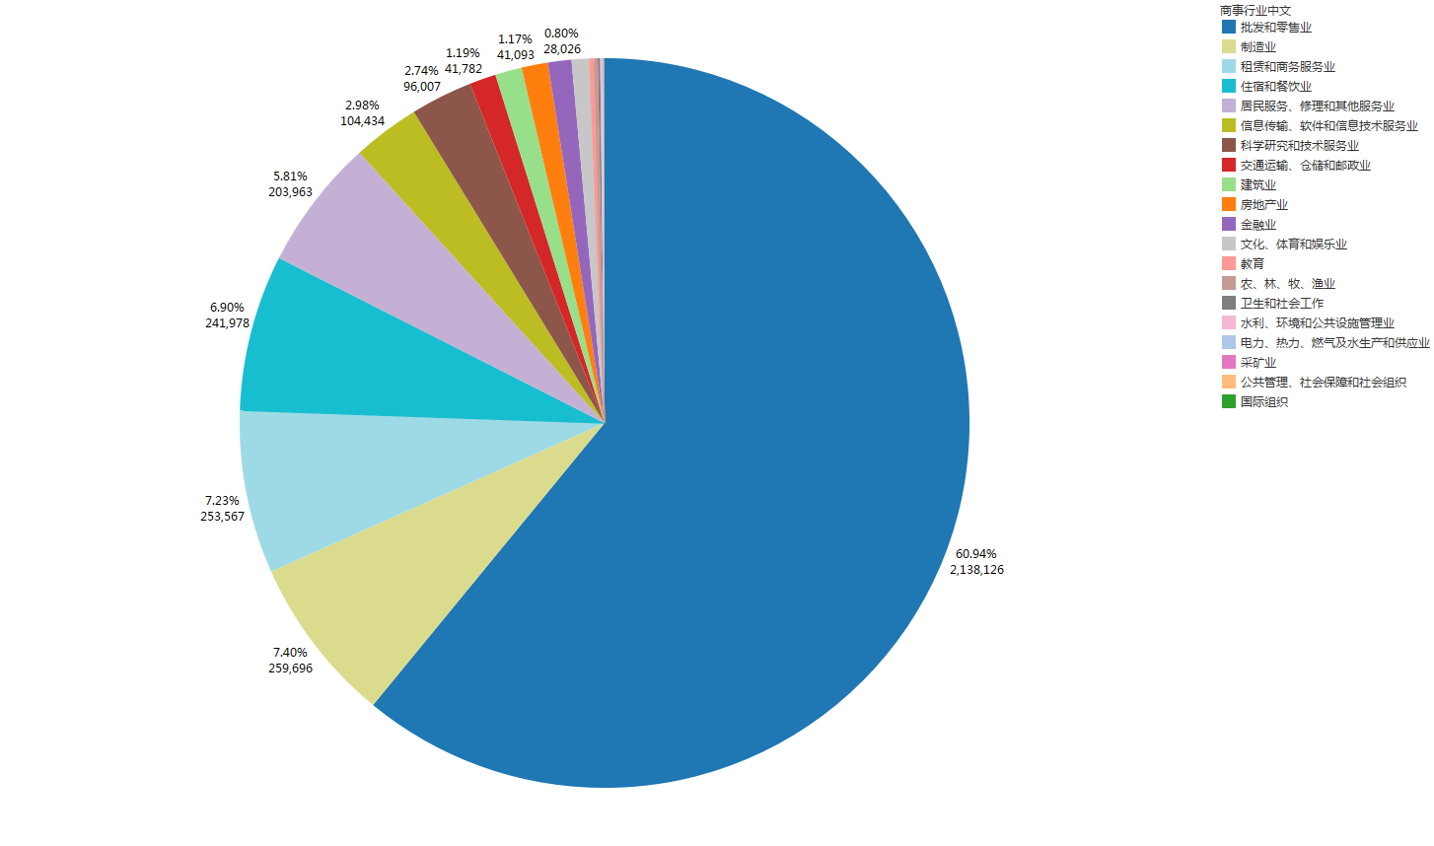 商事行业中文
批发和零售业
制造业
租赁和商务服务业
住宿和餐饮业
居民服务、修理和其他服务业
信息传输、软件和信息技术服务业
科学研究和技术服务业
交通运输、仓储和邮政业
建筑业
房地产业
金融业
文化、体育和娱乐业
教育
农、林、牧、渔业
卫生和社会工作
水利、环境和公共设施管理业
电力、热力、燃气及水生产和供应业
采矿业
公共管理、社会保障和社会组织
国际组织
0.80%
28,026
1.17%
41,093
1.19%
41,782
2.74%
96,007
2.98%
104,434
5.81%
203,963
6.90%
241,978
7.23%
253,567
7.40%
259,696
60.94%
2,138,126